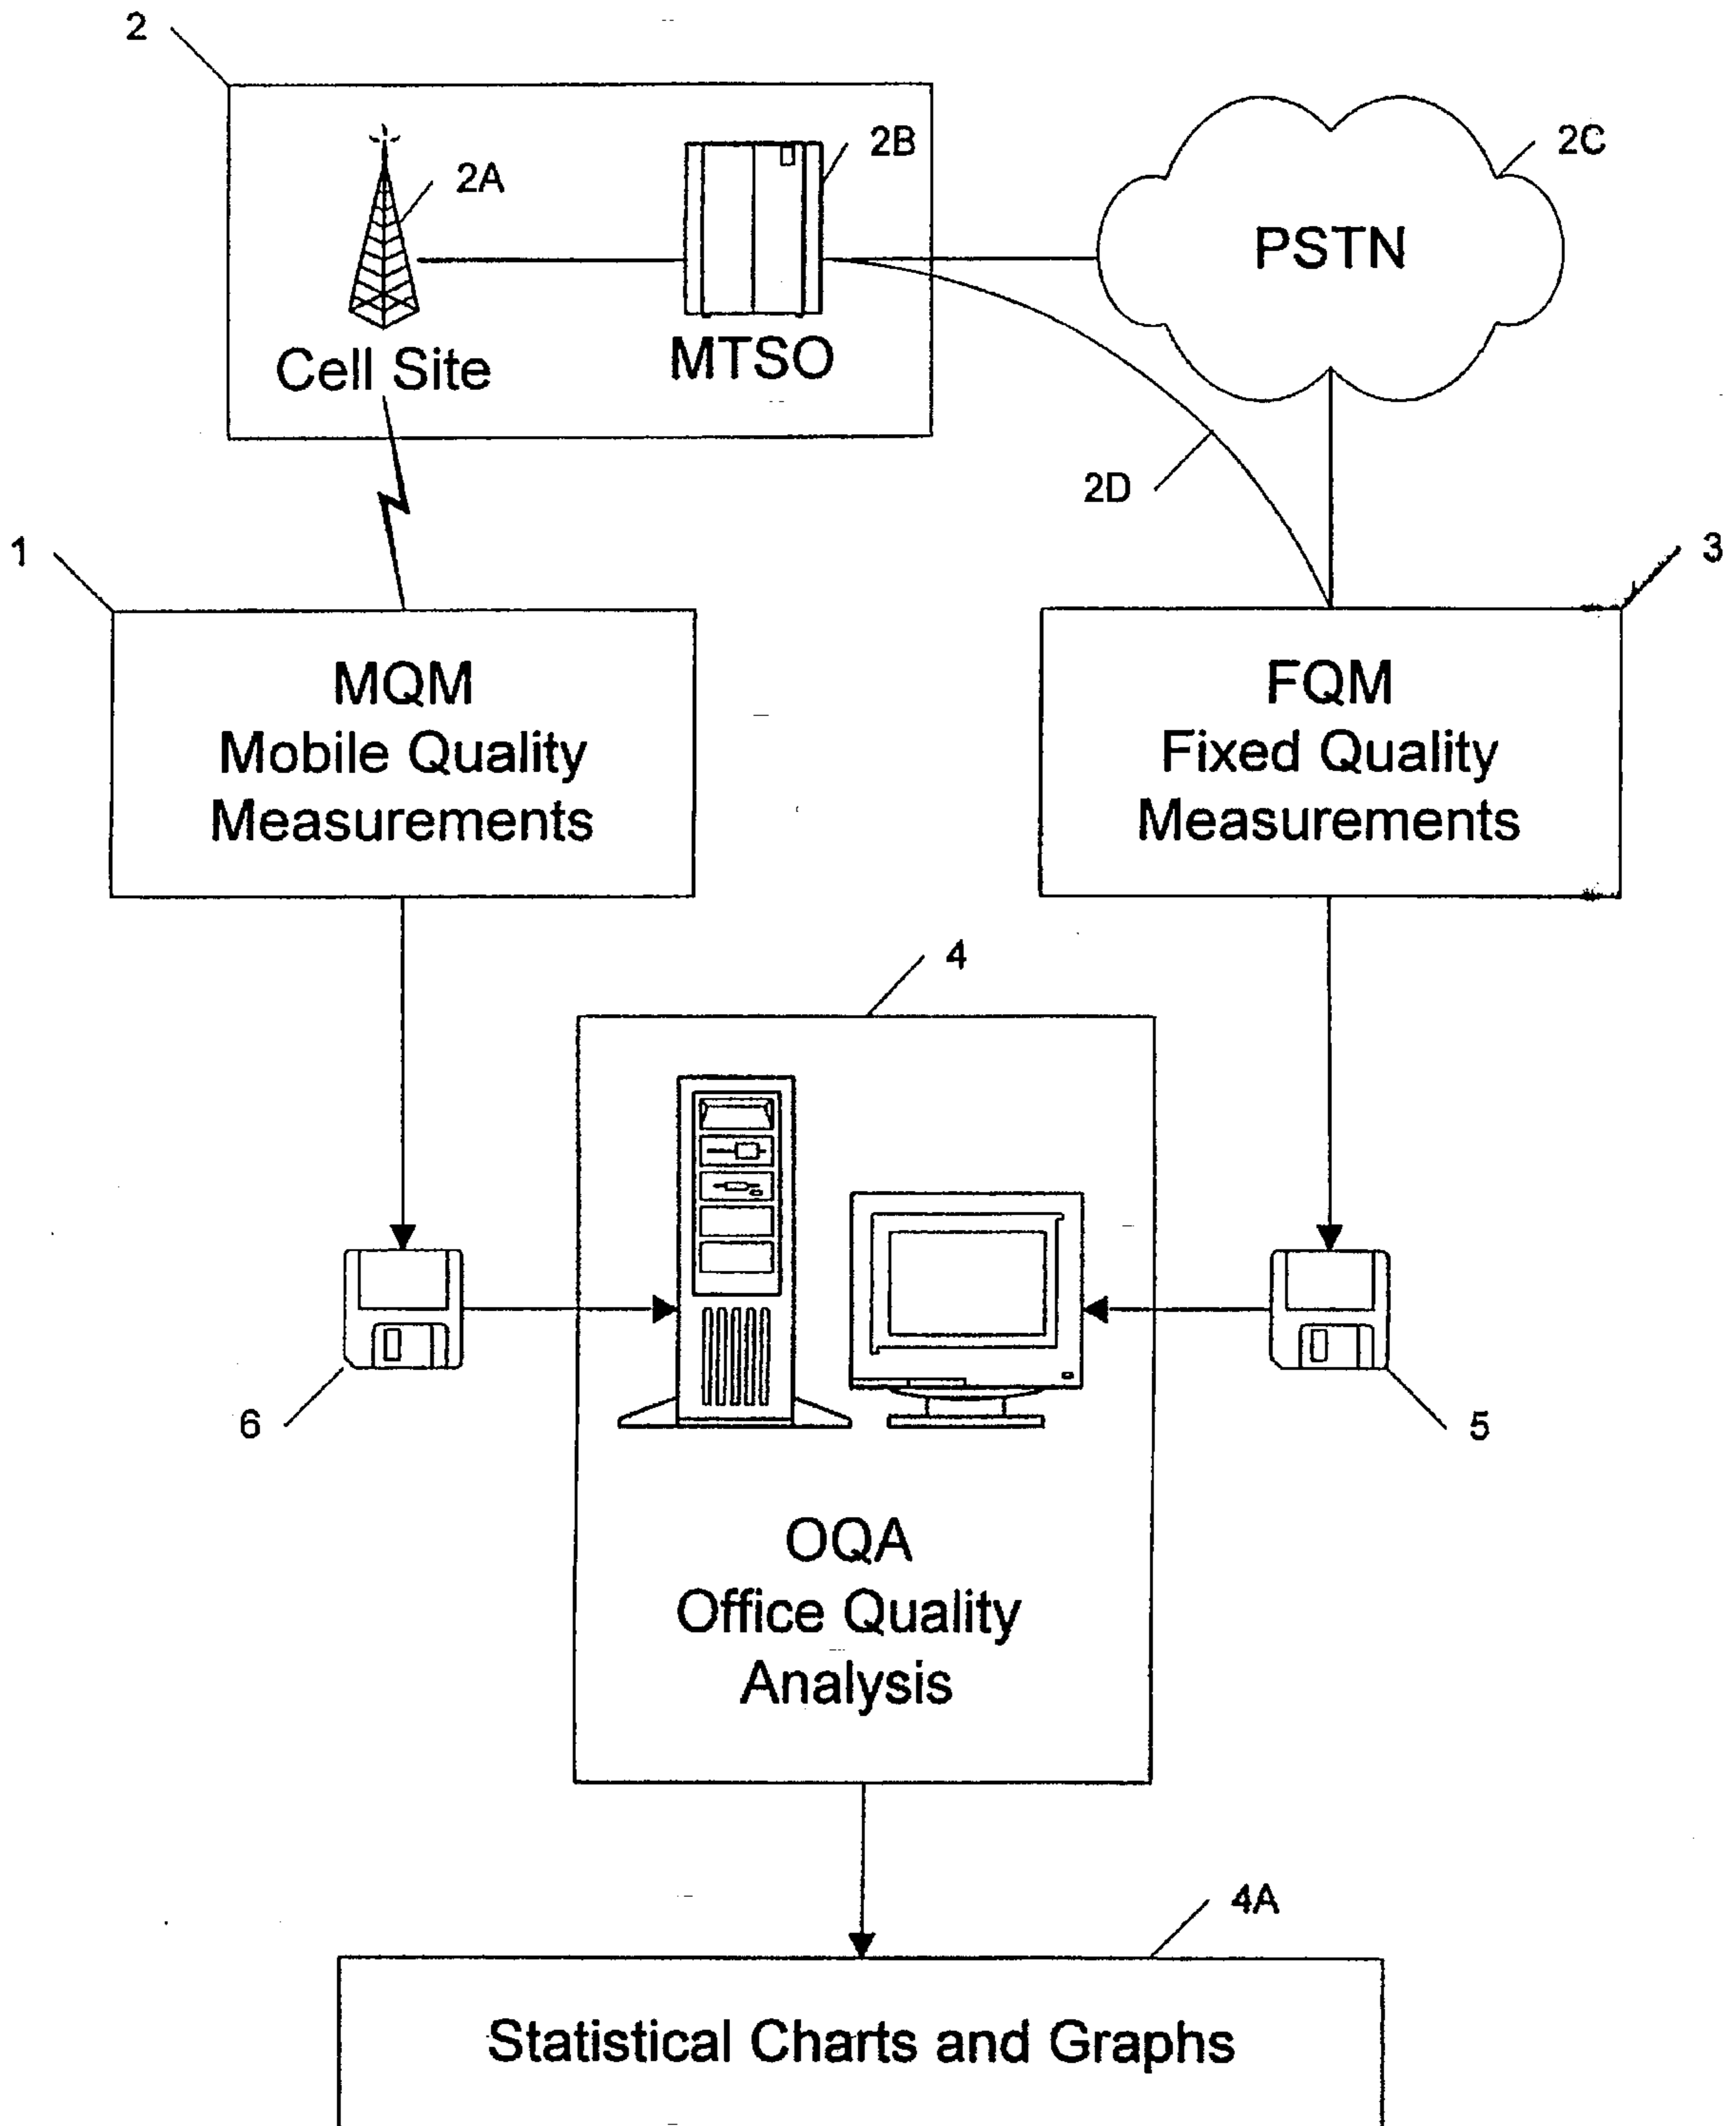 2
2A
2B
2C
PSTN
Cell Site
MTSO
2D
1
3
MQM
Mobile Quality
Measurements
FQM
Fixed Quality
Measurements
4
6
5
OQA
Office Quality
Analysis
4A
Statistical Charts and Graphs